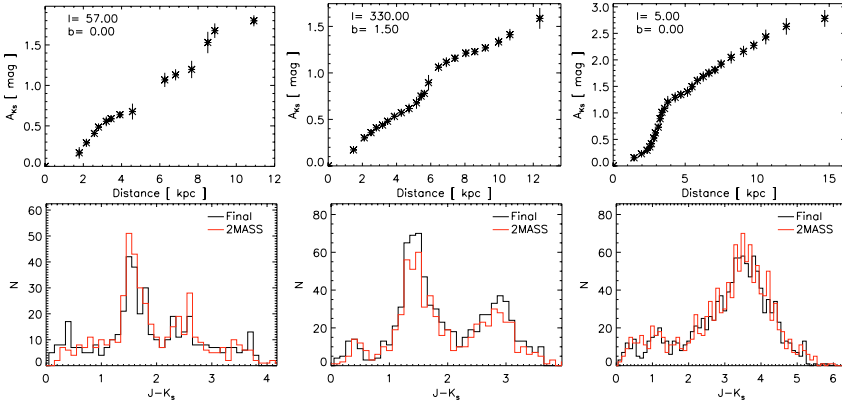 l= 57.00
b= 0.00
A_Ks [ mag ]
0.0
0.5
1.0
1.5
0 2 4 6 8 10 12
Distance [ kpc ]
l= 330.00
b= 1.50
A_Ks [ mag ]
0.0
0.5
1.0
1.5
0 2 4 6 8 10 12
Distance [ kpc ]
l= 5.00
b= 0.00
A_Ks [ mag ]
0.0
0.5
1.0
1.5
2.0
2.5
3.0
0 5 10 15
Distance [ kpc ]
Final
2MASS
N
0
10
20
30
40
50
60
0 1 2 3 4
J-Ks
Final
2MASS
N
0
20
40
60
80
0 1 2 3
J-Ks
Final
2MASS
N
0
20
40
60
80
0 1 2 3 4 5 6
J-Ks